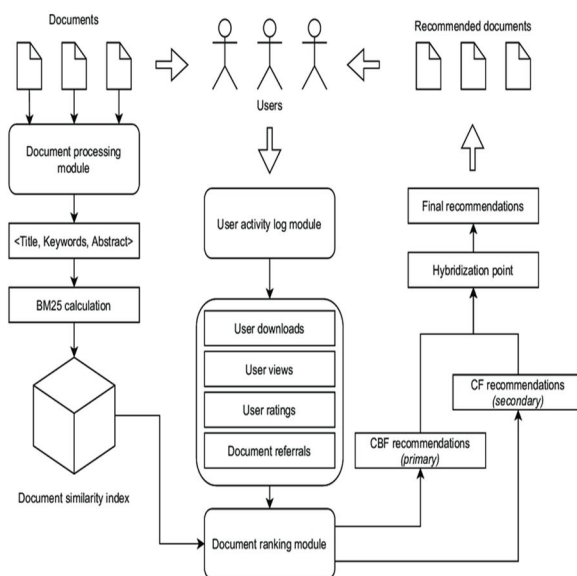 Documents
Document processing
module
<Title, Keywords, Abstract>
BM25 calculation
Document similarity index
Users
User activity log module
User downloads
User views
User ratings
Document referrals
Document ranking module
Recommended documents
Final recommendations
Hybridization point
CF recommendations
(secondary)
CBF recommendations
(primary)